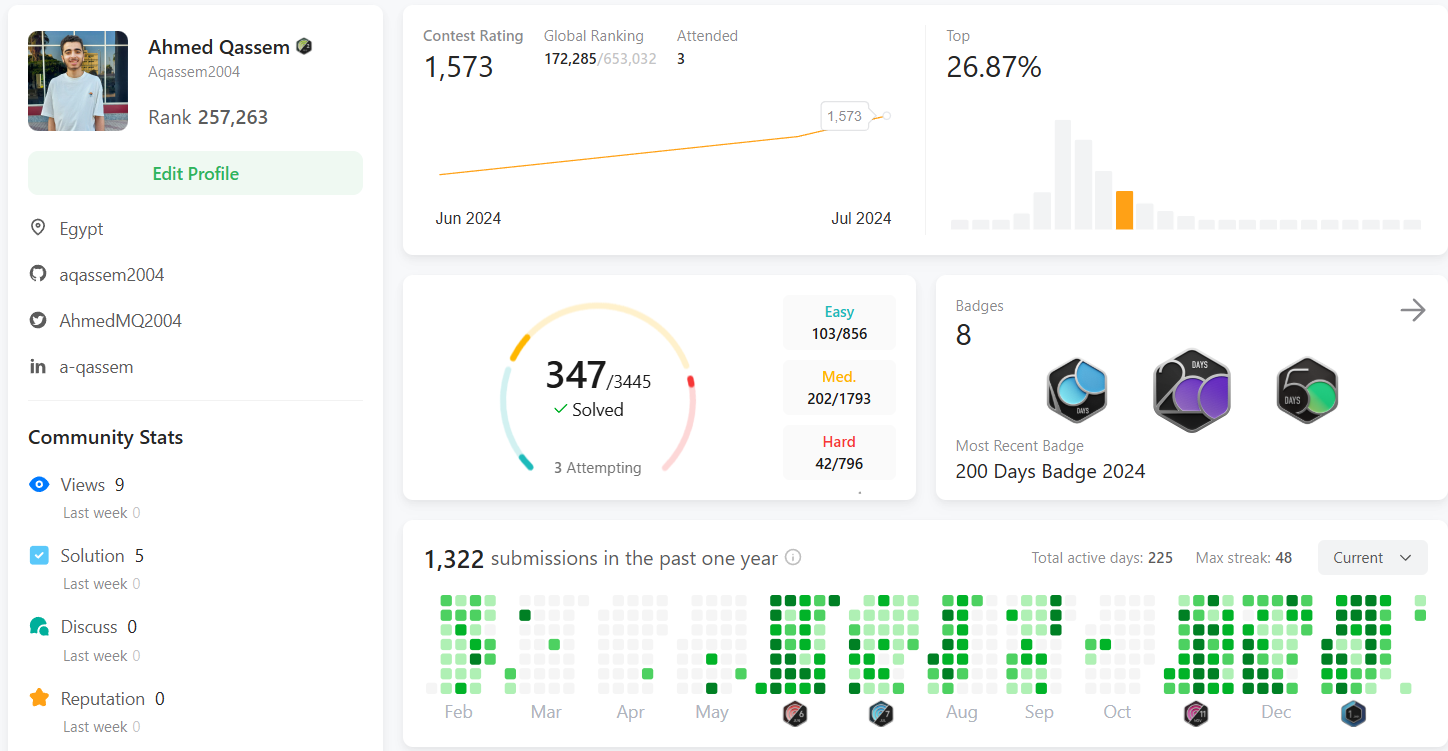 Ahmed Qassem
Aqassem2004
Rank 257,263
Edit Profile
Egypt
aqassem2004
AhmedMQ2004
a-qassem
Community Stats
Views 9
Last week 0
Solution 5
Last week 0
Discuss 0
Last week 0
Reputation 0
Last week 0
Contest Rating
1,573
Global Ranking
172,285/653,032
Attended
3
1,573
Jun 2024 Jul 2024
Top
26.87%
347/3445
Solved
3 Attempting
Easy
103/856
Med.
202/1793
Hard
42/796
Badges
8
100 DAYS
200 DAYS
50 DAYS
Most Recent Badge
200 Days Badge 2024
1,322 submissions in the past one year
Total active days: 225 Max streak: 48 Current
Feb Mar Apr May 6 7 Aug Sep Oct 11 Dec 1